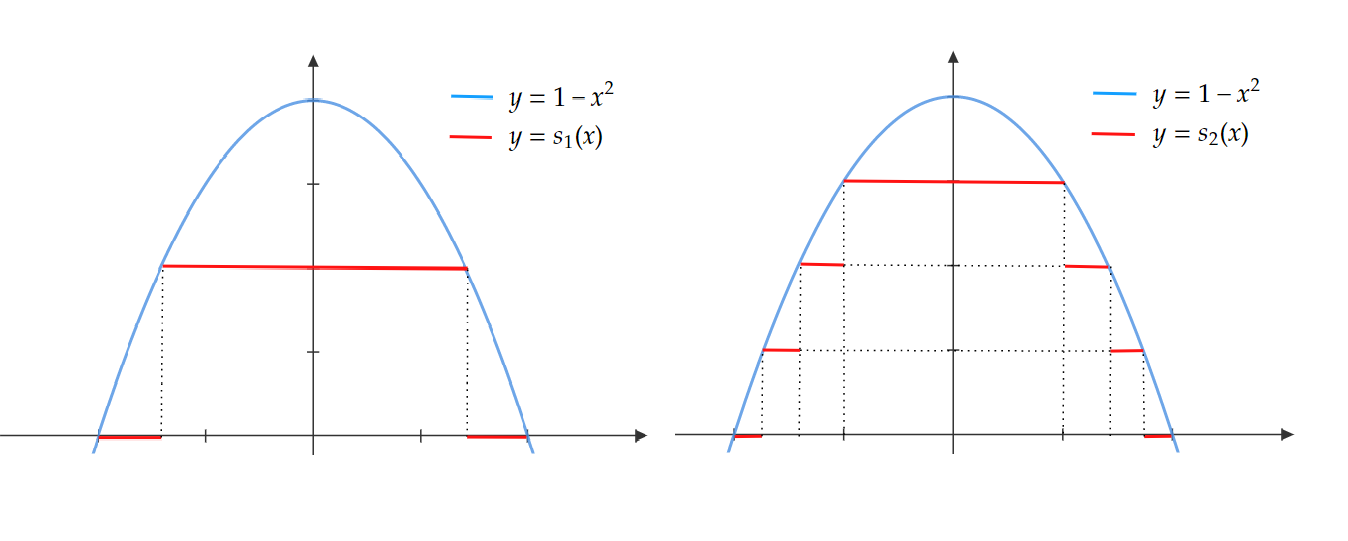 y = 1 – x²
y = s₁(x)
y = 1 – x²
y = s₂(x)